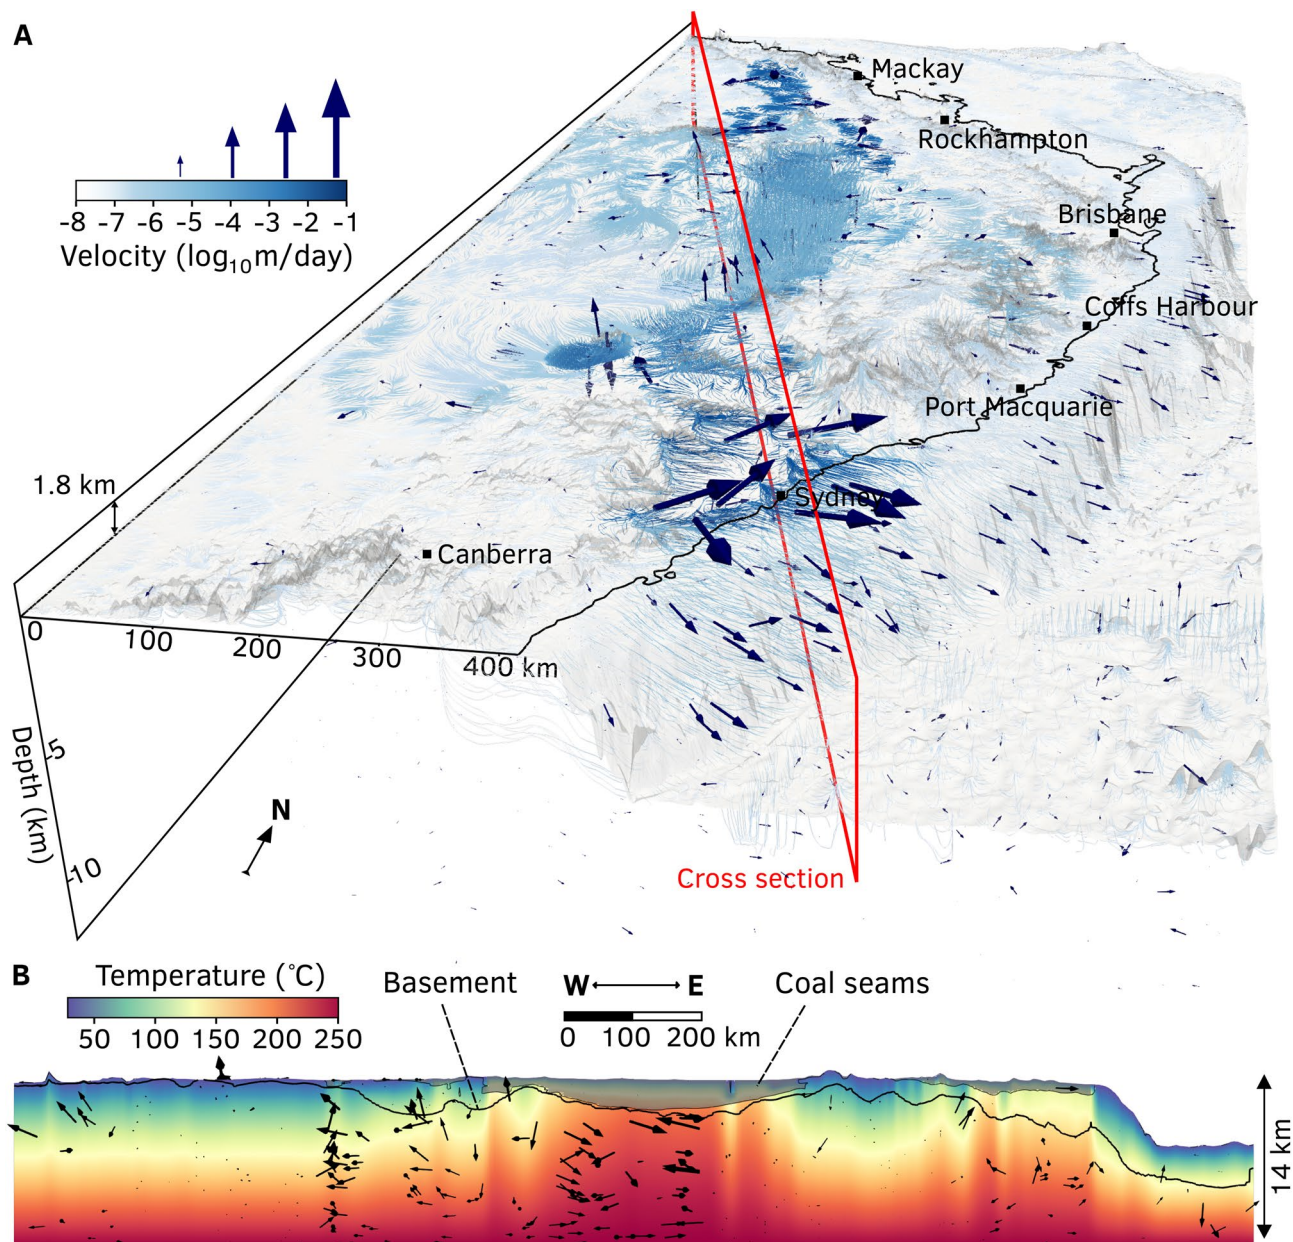 A
-8 -7 -6 -5 -4 -3 -2 -1
Velocity (log10m/day)
Mackay
Rockhampton
Brisbane
Coffs Harbour
Port Macquarie
Sydney
1.8 km
Canberra
0 100 200 300 400 km
Depth (km)
-5
-10
N
Cross section
B
Temperature (°C)
50 100 150 200 250
Basement
W E
0 100 200 km
Coal seams
14 km